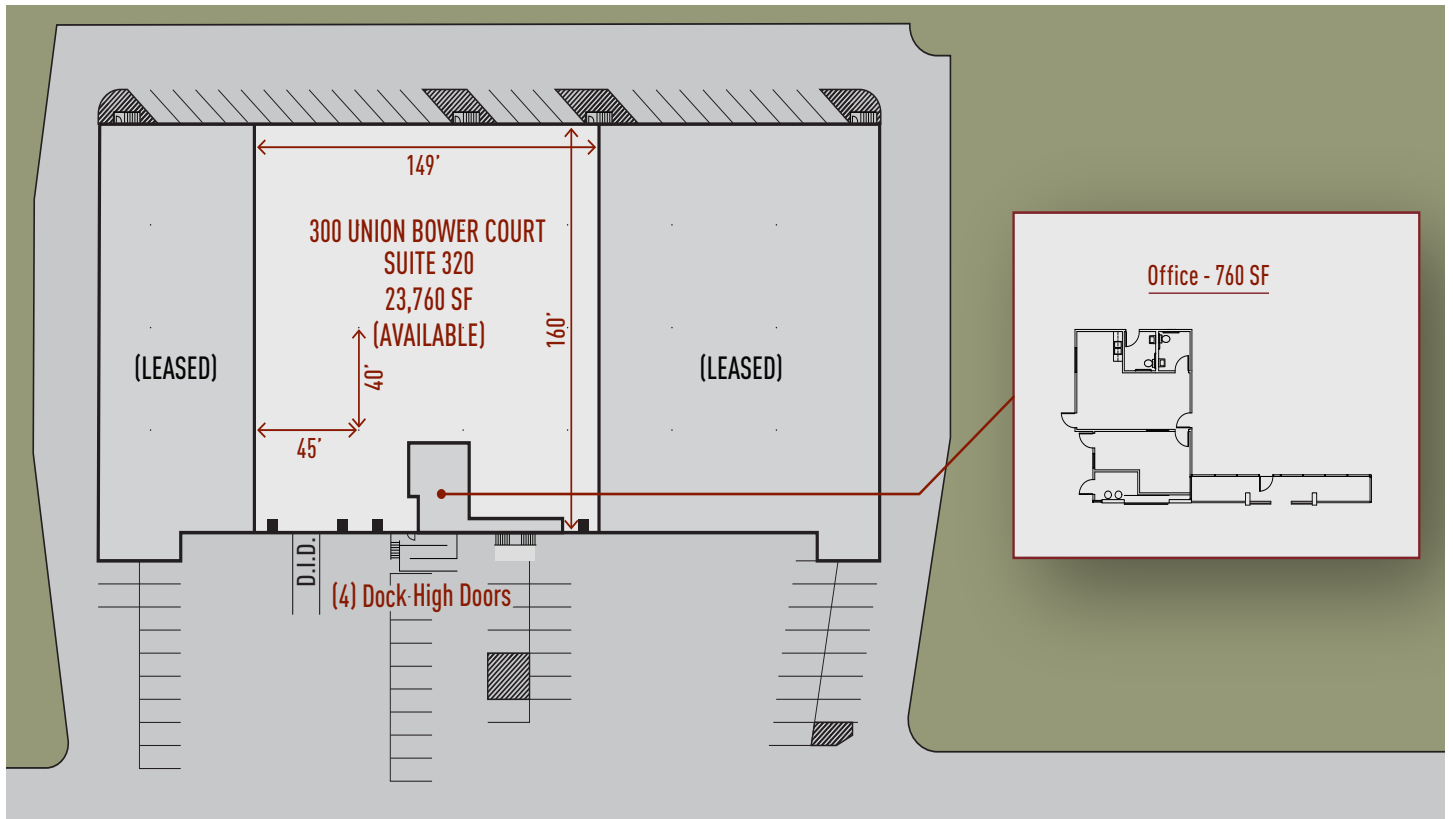 149'
300 UNION BOWER COURT
SUITE 320
23,760 SF
(AVAILABLE)
160'
40'
45'
(LEASED)
(LEASED)
D.I.D.
(4) Dock-High Doors
Office - 760 SF